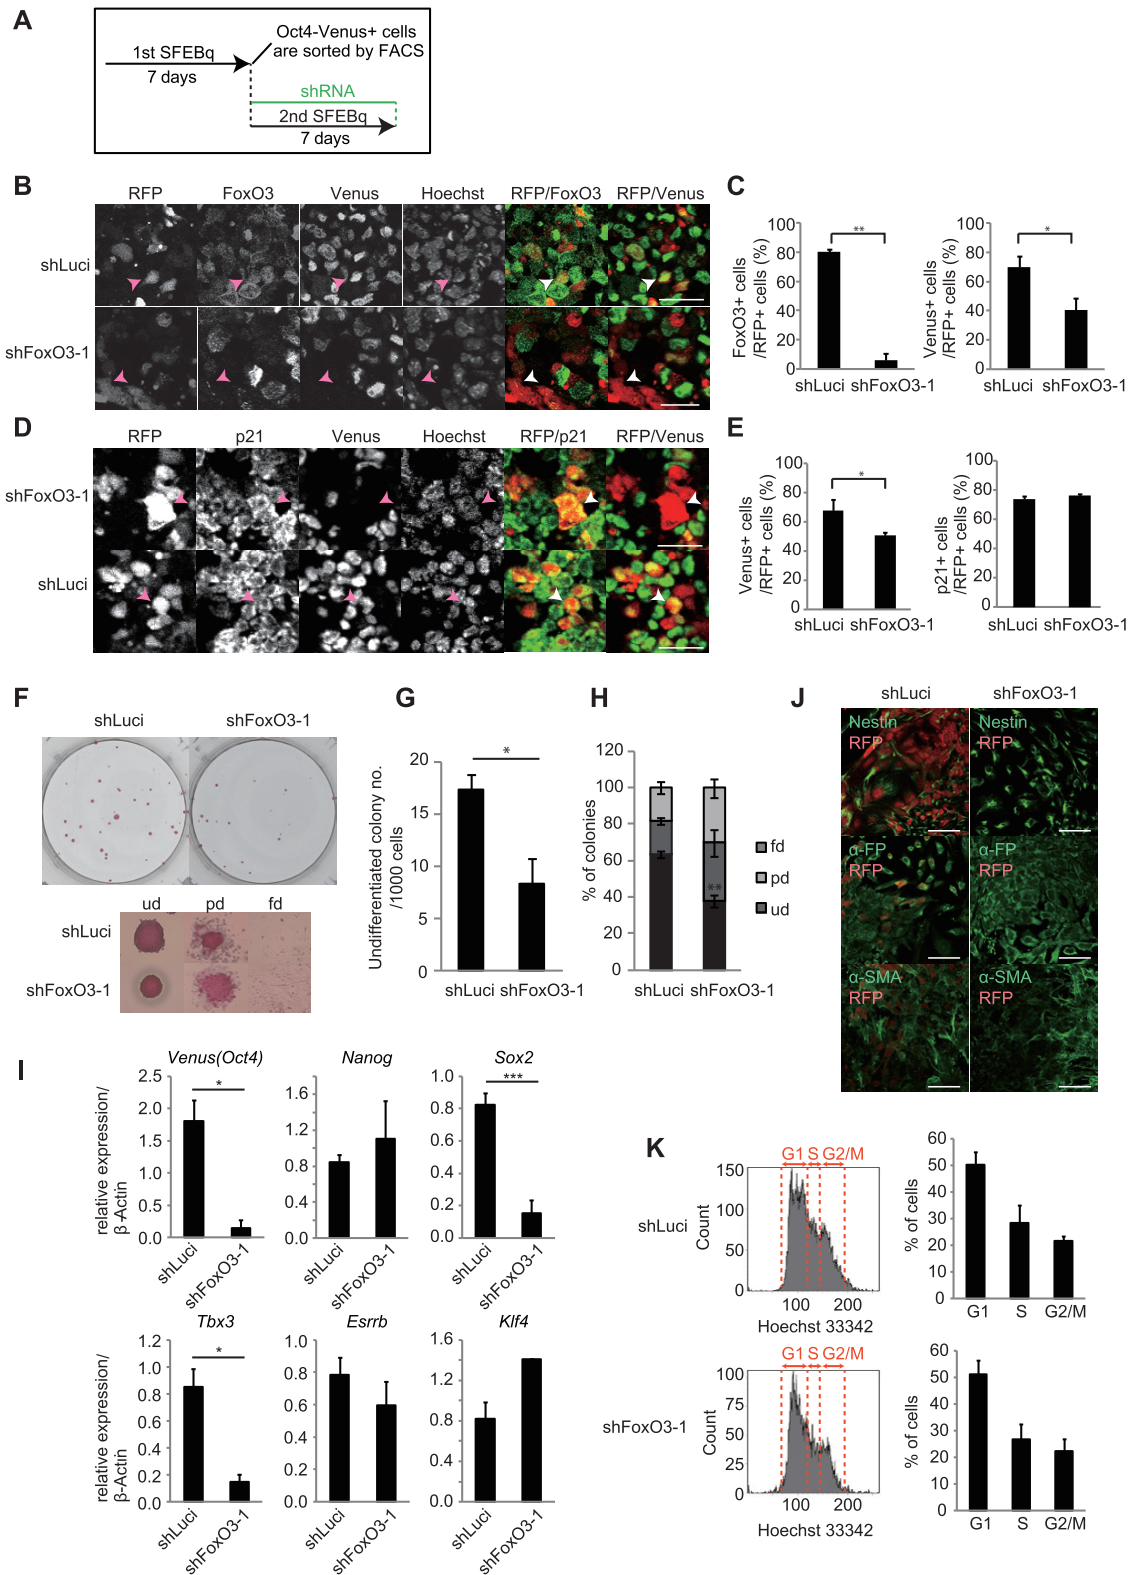 A
1st SFEBq
7 days
Oct4-Venus+ cells
are sorted by FACS
shRNA
2nd SFEBq
7 days
B
RFP FoxO3 Venus Hoechst RFP/FoxO3 RFP/Venus
shLuci
shFoxO3-1
C
FoxO3+ cells
/RFP+ cells (%)
100
80
60
40
20
0
**
shLuci shFoxO3-1
Venus+ cells
/RFP+ cells (%)
100
80
60
40
20
0
*
shLuci shFoxO3-1
D
RFP p21 Venus Hoechst RFP/p21 RFP/Venus
shFoxO3-1
shLuci
E
Venus+ cells
/RFP+ cells (%)
100
80
60
40
20
0
*
shLuci shFoxO3-1
p21+ cells
/RFP+ cells (%)
100
80
60
40
20
0
shLuci shFoxO3-1
F
shLuci shFoxO3-1
ud pd fd
shLuci
shFoxO3-1
G
Undifferentiated colony no.
/1000 cells
20
15
10
5
0
*
shLuci shFoxO3-1
H
% of colonies
120
100
80
60
40
20
0
**
shLuci shFoxO3-1
fd
pd
ud
J
shLuci shFoxO3-1
Nestin
RFP
Nestin
RFP
α-FP
RFP
α-FP
RFP
α-SMA
RFP
α-SMA
RFP
I
relative expression/
β-Actin
Venus(Oct4)
2.5
2.0
1.5
1.0
0.5
0.0
*
shLuci
shFoxO3-1
Nanog
1.6
1.2
0.8
0.4
0.0
shLuci
shFoxO3-1
Sox2
1.0
0.8
0.6
0.4
0.2
0.0
***
shLuci
shFoxO3-1
relative expression/
β-Actin
Tbx3
1.2
1.0
0.8
0.6
0.4
0.2
0.0
*
shLuci
shFoxO3-1
Esrrb
1.0
0.8
0.6
0.4
0.2
0.0
shLuci
shFoxO3-1
Klf4
1.6
1.2
0.8
0.4
0.0
shLuci
shFoxO3-1
K
shLuci
G1 S G2/M
Count
150
100
50
0
100 200
Hoechst 33342
% of cells
60
50
40
30
20
10
0
G1 S G2/M
shFoxO3-1
G1 S G2/M
Count
100
75
50
25
0
100 200
Hoechst 33342
% of cells
60
50
40
30
20
10
0
G1 S G2/M